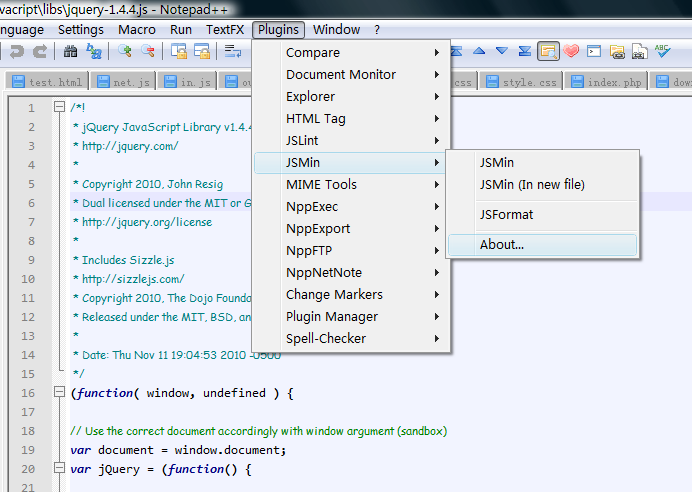 vacript\libs\jquery-1.4.4.js - Notepad++
nguage Settings Macro Run TextFX Plugins Window ?
test.html net.js in.js .css style.css index.php
Compare
Document Monitor
Explorer
HTML Tag
JSLint
JSMin
MIME Tools
NppExec
NppExport
NppFTP
NppNetNote
Change Markers
Plugin Manager
Spell-Checker
JSMin
JSMin (In new file)
JSFormat
About...
1 /*!
2 * jQuery JavaScript Library v1.4.4
3 * http://jquery.com/
4 *
5 * Copyright 2010, John Resig
6 * Dual licensed under the MIT or G
7 * http://jquery.org/license
8 *
9 * Includes Sizzle.js
10 * http://sizzlejs.com/
11 * Copyright 2010, The Dojo Founda
12 * Released under the MIT, BSD, an
13 *
14 * Date: Thu Nov 11 19:04:53 2010 -0500
15 */
16 (function( window, undefined ) {
17
18 // Use the correct document accordingly with window argument (sandbox)
19 var document = window.document;
20 var jQuery = (function() {
21